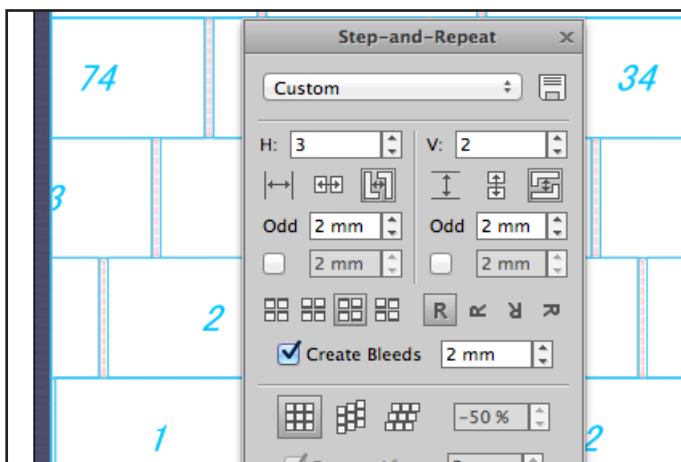 Step-and-Repeat
74
Custom
34
H: 3 V: 2
3
Odd 2 mm Odd 2 mm
2 mm 2 mm
2
R R R R
Create Bleeds 2 mm
-50 %
1
2